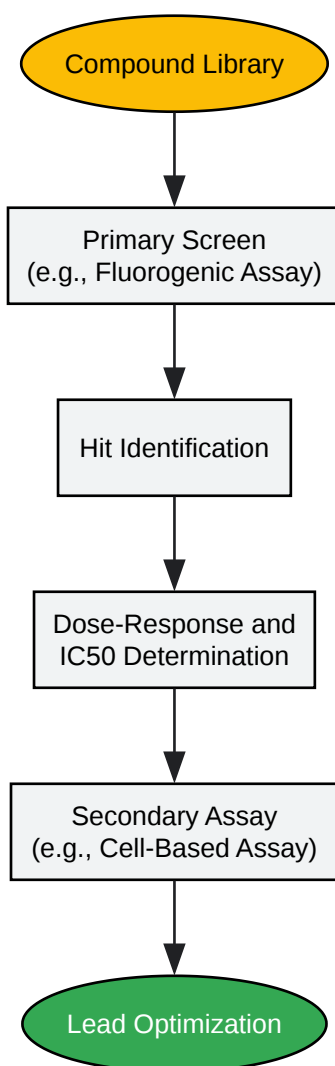 Compound Library
Primary Screen
(e.g., Fluorogenic Assay)
Hit Identification
Dose-Response and
IC50 Determination
Secondary Assay
(e.g., Cell-Based Assay)
Lead Optimization